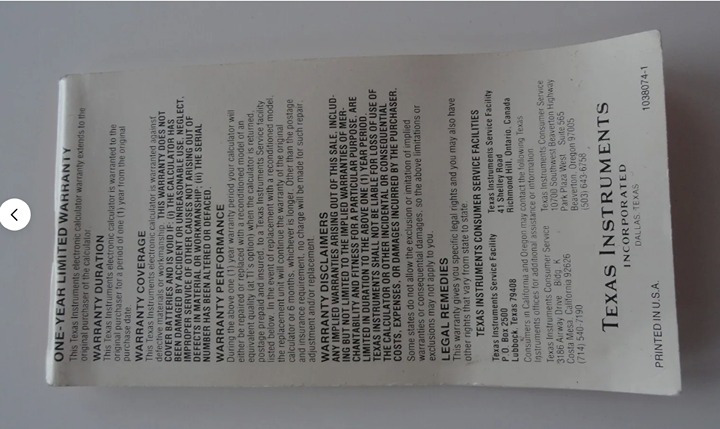 ONE-YEAR LIMITED WARRANTY
This Texas Instruments electronic calculator warranty extends to the
original purchaser of the calculator.
WARRANTY DURATION
This Texas Instruments electronic calculator is warranted to the
original purchaser for a period of one (1) year from the original
purchase date.
WARRANTY COVERAGE
This Texas Instruments electronic calculator is warranted against
defective materials or workmanship. THIS WARRANTY DOES NOT
COVER BATTERIES AND IS VOID IF: (i) THE CALCULATOR HAS
BEEN DAMAGED BY ACCIDENT OR UNREASONABLE USE, NEGLECT,
IMPROPER SERVICE OR OTHER CAUSES NOT ARISING OUT OF
DEFECTS IN MATERIAL OR WORKMANSHIP; (ii) THE SERIAL
NUMBER HAS BEEN ALTERED OR DEFACED.
WARRANTY PERFORMANCE
During the above one (1) year warranty period your calculator will
either be repaired or replaced with a reconditioned model of an
equivalent quality (at TI's option) when the calculator is returned,
postage prepaid and insured, to a Texas Instruments Service facility
listed below. In the event of replacement with a reconditioned model,
the replacement unit will continue the warranty of the original
calculator or 6 months, whichever is longer. Other than the postage
and insurance requirement, no charge will be made for such repair,
adjustment and/or replacement.
WARRANTY DISCLAIMERS
ANY IMPLIED WARRANTIES ARISING OUT OF THIS SALE, INCLUD-
ING BUT NOT LIMITED TO THE IMPLIED WARRANTIES OF MER-
CHANTABILITY AND FITNESS FOR A PARTICULAR PURPOSE, ARE
LIMITED IN DURATION TO THE ABOVE ONE (1) YEAR PERIOD.
TEXAS INSTRUMENTS SHALL NOT BE LIABLE FOR LOSS OF USE OF
THE CALCULATOR OR OTHER INCIDENTAL OR CONSEQUENTIAL
COSTS, EXPENSES, OR DAMAGES INCURRED BY THE PURCHASER.
Some states do not allow the exclusion or limitation of implied
warranties or consequential damages, so the above limitations or
exclusions may not apply to you.
LEGAL REMEDIES
This warranty gives you specific legal rights and you may also have
other rights that vary from state to state.
TEXAS INSTRUMENTS CONSUMER SERVICE FACILITIES
Texas Instruments Service Facility
P.O. Box 2500
Lubbock, Texas 79408
Texas Instruments Service Facility
41 Shelley Road
Richmond Hill, Ontario, Canada
Consumers in California and Oregon may contact the following Texas
Instruments offices for additional assistance or information.
Texas Instruments Consumer Service
3186 Airway Drive Bldg. K
Costa Mesa, California 92626
(714) 540-7190
Texas Instruments Consumer Service
10700 Southwest Beaverton Highway
Park Plaza West Suite 565
Beaverton, Oregon 97005
(503) 643-6758
TEXAS INSTRUMENTS
INCORPORATED
DALLAS, TEXAS
PRINTED IN U.S.A.
1038074-1